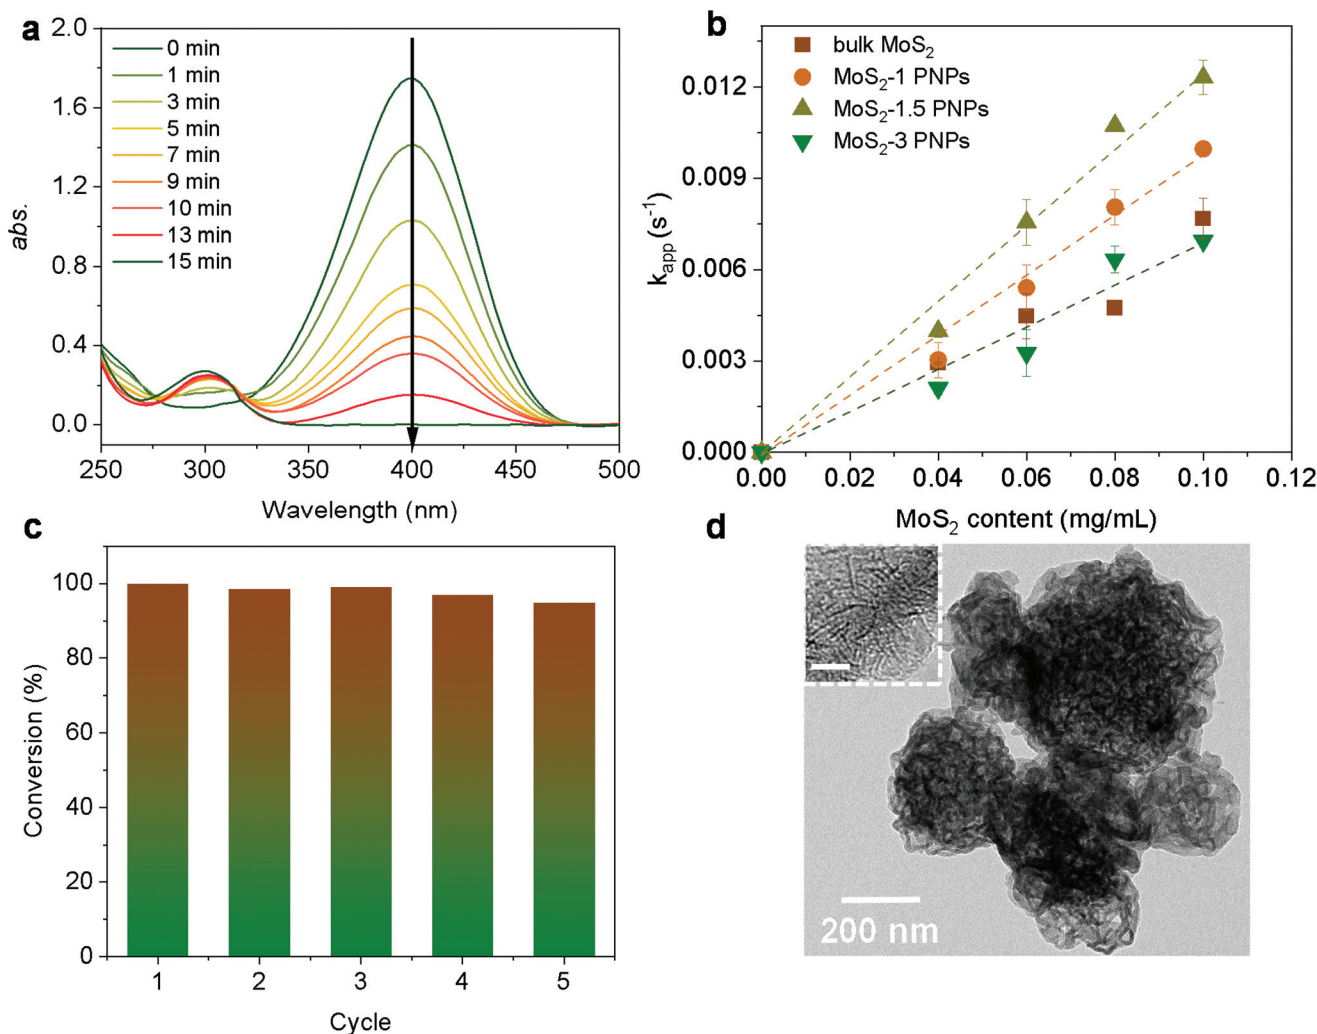 a
2.0
1.6
1.2
0.8
0.4
0.0
abs.
0 min
1 min
3 min
5 min
7 min
9 min
10 min
13 min
15 min
250 300 350 400 450 500
Wavelength (nm)
b
0.012
0.009
0.006
0.003
0.000
k_app (s⁻¹)
bulk MoS₂
MoS₂-1 PNPs
MoS₂-1.5 PNPs
MoS₂-3 PNPs
0.00 0.02 0.04 0.06 0.08 0.10 0.12
MoS₂ content (mg/mL)
c
100
80
60
40
20
0
Conversion (%)
1 2 3 4 5
Cycle
d
200 nm